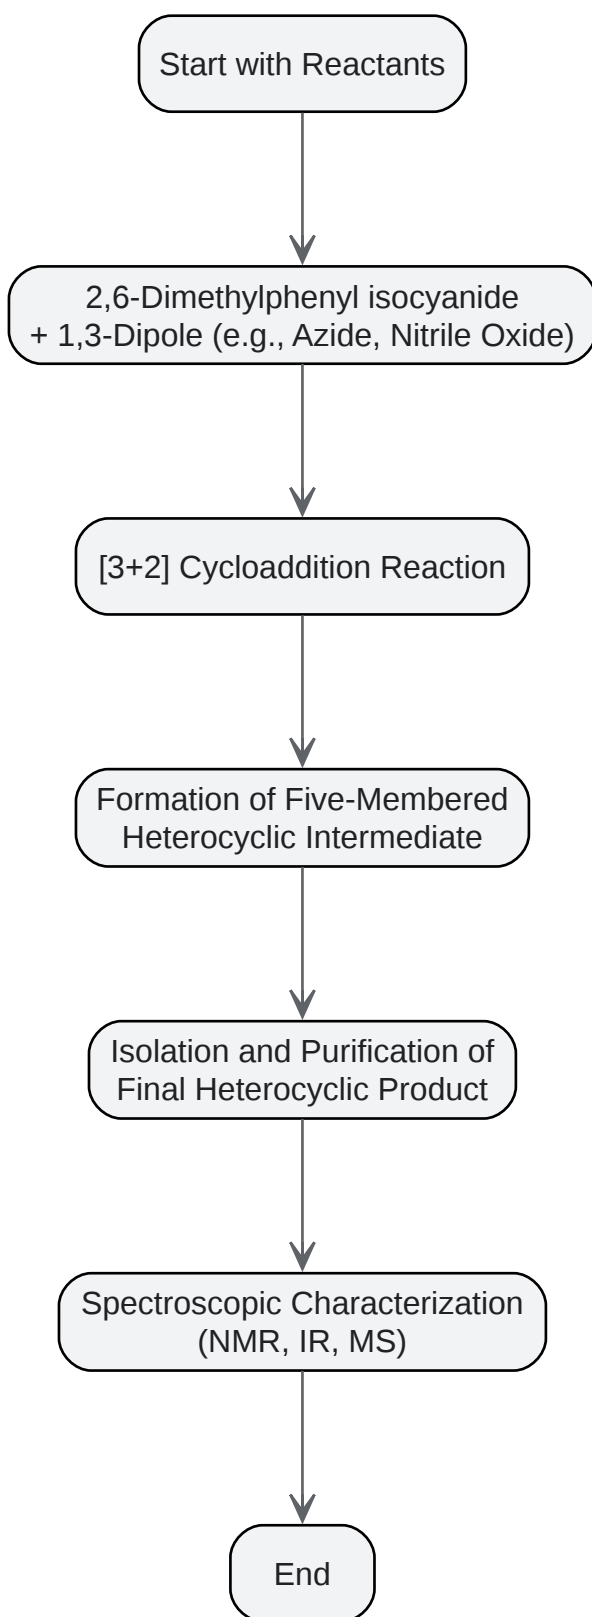 Start with Reactants
2,6-Dimethylphenyl isocyanide
+ 1,3-Dipole (e.g., Azide, Nitrile Oxide)
[3+2] Cycloaddition Reaction
Formation of Five-Membered
Heterocyclic Intermediate
Isolation and Purification of
Final Heterocyclic Product
Spectroscopic Characterization
(NMR, IR, MS)
End